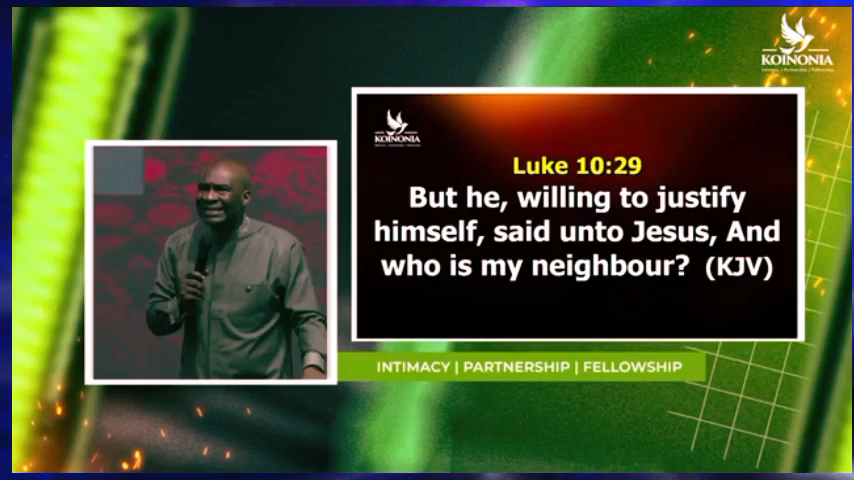 KOINONIA
KOINONIA
Luke 10:29
But he, willing to justify
himself, said unto Jesus, And
who is my neighbour? (KJV)
INTIMACY | PARTNERSHIP | FELLOWSHIP